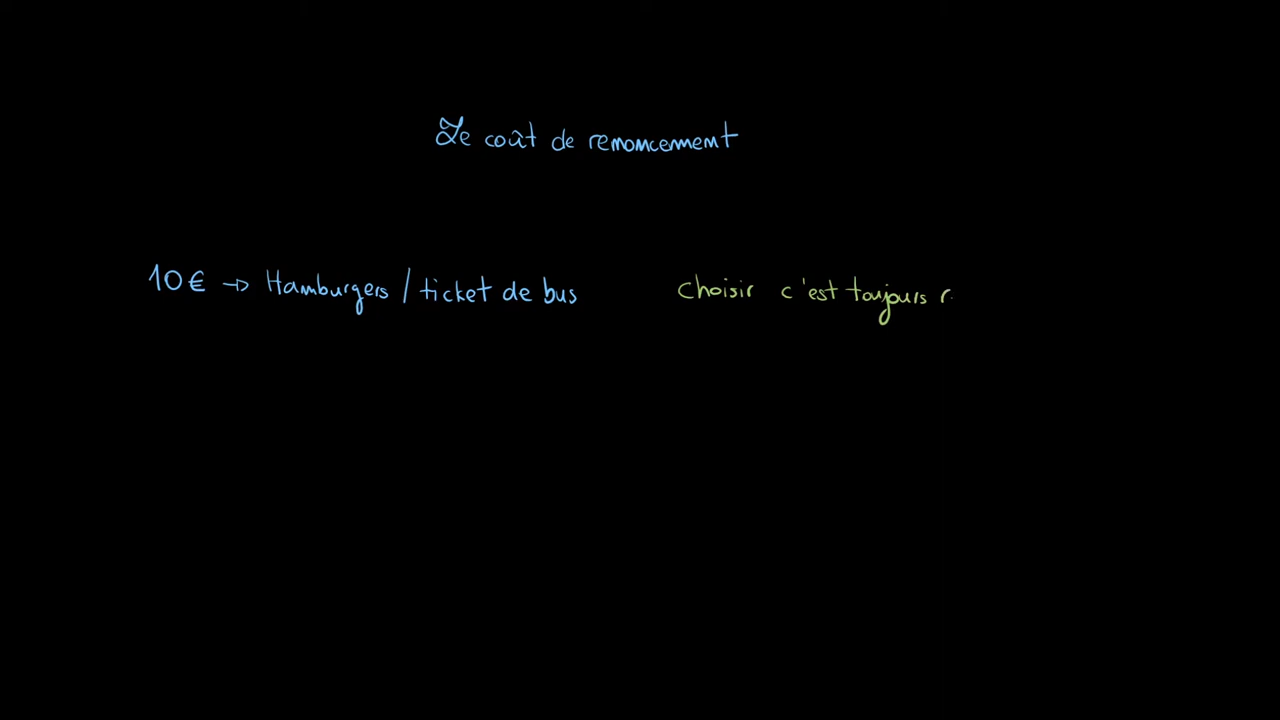 Le coût de renoncement
10€ → Hamburgers / ticket de bus
choisir c'est toujours r